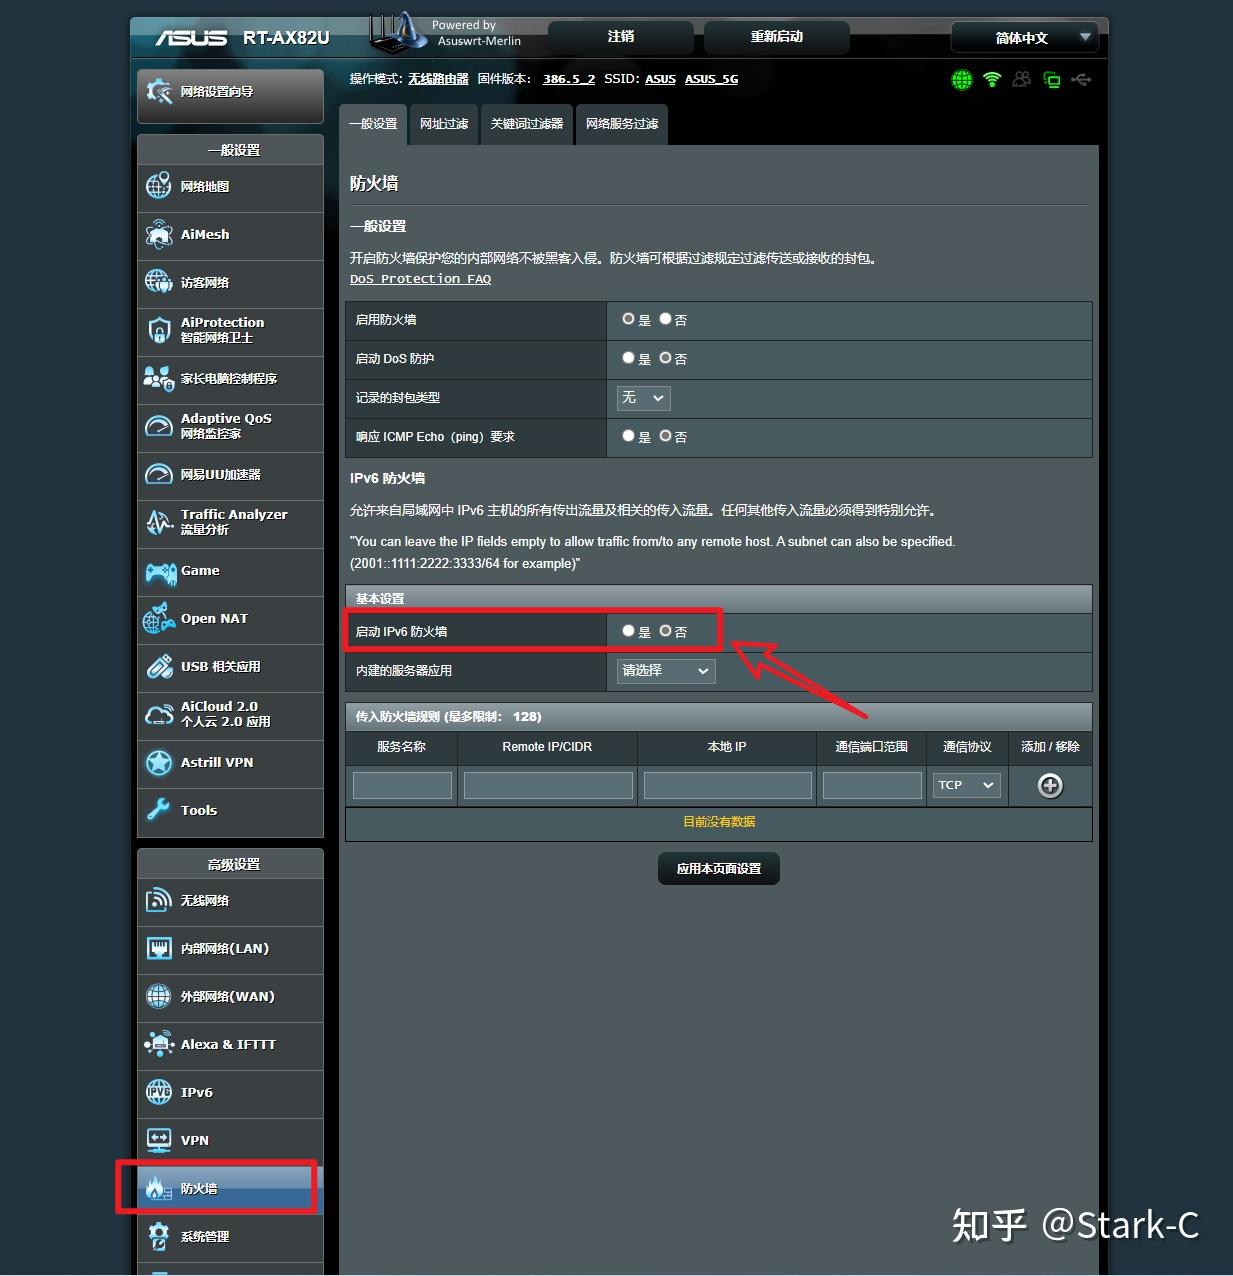 ASUS RT-AX82U
Powered by
Asuswrt-Merlin
注销
重新启动
简体中文
网络设置向导
操作模式: 无线路由器 固件版本: 386.5_2 SSID: ASUS ASUS_5G
一般设置
网址过滤
关键词过滤器
网络服务过滤
一般设置
网络地图
AiMesh
访客网络
AiProtection
智能网络卫士
家长电脑控制程序
Adaptive QoS
网络监控家
网易UU加速器
Traffic Analyzer
流量分析
Game
Open NAT
USB 相关应用
AiCloud 2.0
个人云 2.0 应用
Astrill VPN
Tools
高级设置
无线网络
内部网络(LAN)
外部网络(WAN)
Alexa & IFTTT
IPv6
VPN
防火墙
系统管理
防火墙
一般设置
开启防火墙保护您的内部网络不被黑客入侵。防火墙可根据过滤规定过滤传送或接收的封包。
DoS Protection FAQ
启用防火墙 是 否
启动 DoS 防护 是 否
记录的封包类型 无
响应 ICMP Echo（ping）要求 是 否
IPv6 防火墙
允许来自局域网中 IPv6 主机的所有传出流量及相关的传入流量。任何其他传入流量必须得到特别允许。
"You can leave the IP fields empty to allow traffic from/to any remote host. A subnet can also be specified.
(2001::1111:2222:3333/64 for example)"
基本设置
启动 IPv6 防火墙 是 否
内建的服务器应用 请选择
传入防火墙规则 (最多限制: 128)
服务名称 Remote IP/CIDR 本地 IP 通信端口范围 通信协议 添加 / 移除
TCP
目前没有数据
应用本页面设置
知乎 @Stark-C